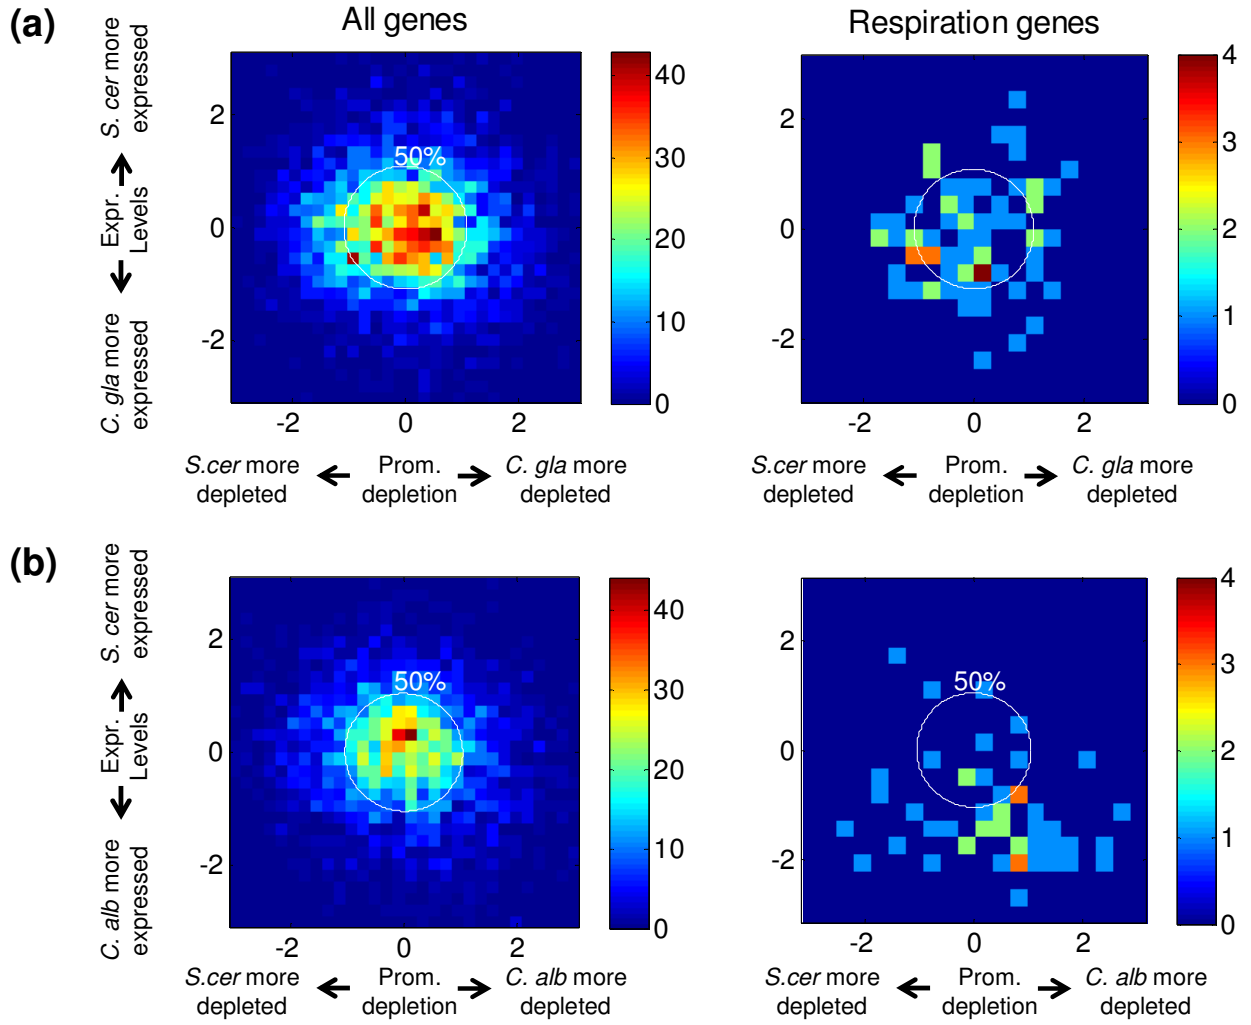 (a)
All genes
Respiration genes
S. cer more
expressed
Expr.
Levels
C. gla more
expressed
2
0
-2
50%
-2
0
2
40
30
20
10
0
S.cer more
depleted
Prom.
depletion
C. gla more
depleted
2
0
-2
-2
0
2
4
3
2
1
0
S.cer more
depleted
Prom.
depletion
C. gla more
depleted
(b)
S. cer more
expressed
Expr.
Levels
C. alb more
expressed
2
0
-2
50%
-2
0
2
40
30
20
10
0
S.cer more
depleted
Prom.
depletion
C. alb more
depleted
2
0
-2
50%
-2
0
2
4
3
2
1
0
S.cer more
depleted
Prom.
depletion
C. alb more
depleted